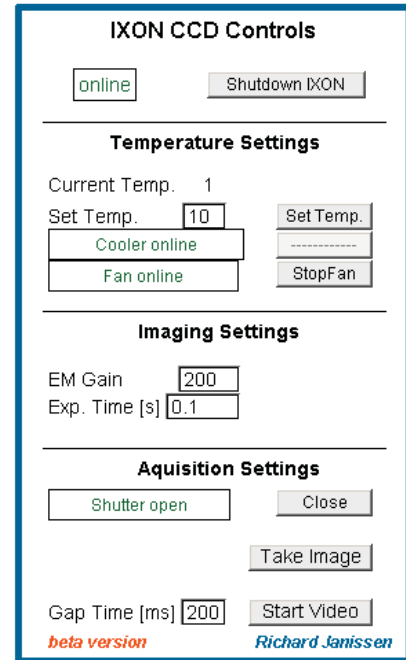 IXON CCD Controls
online Shutdown IXON
Temperature Settings
Current Temp. 1
Set Temp. 10 Set Temp.
Cooler online ------------
Fan online StopFan
Imaging Settings
EM Gain 200
Exp. Time [s] 0.1
Aquisition Settings
Shutter open Close
Take Image
Gap Time [ms] 200 Start Video
beta version Richard Janissen